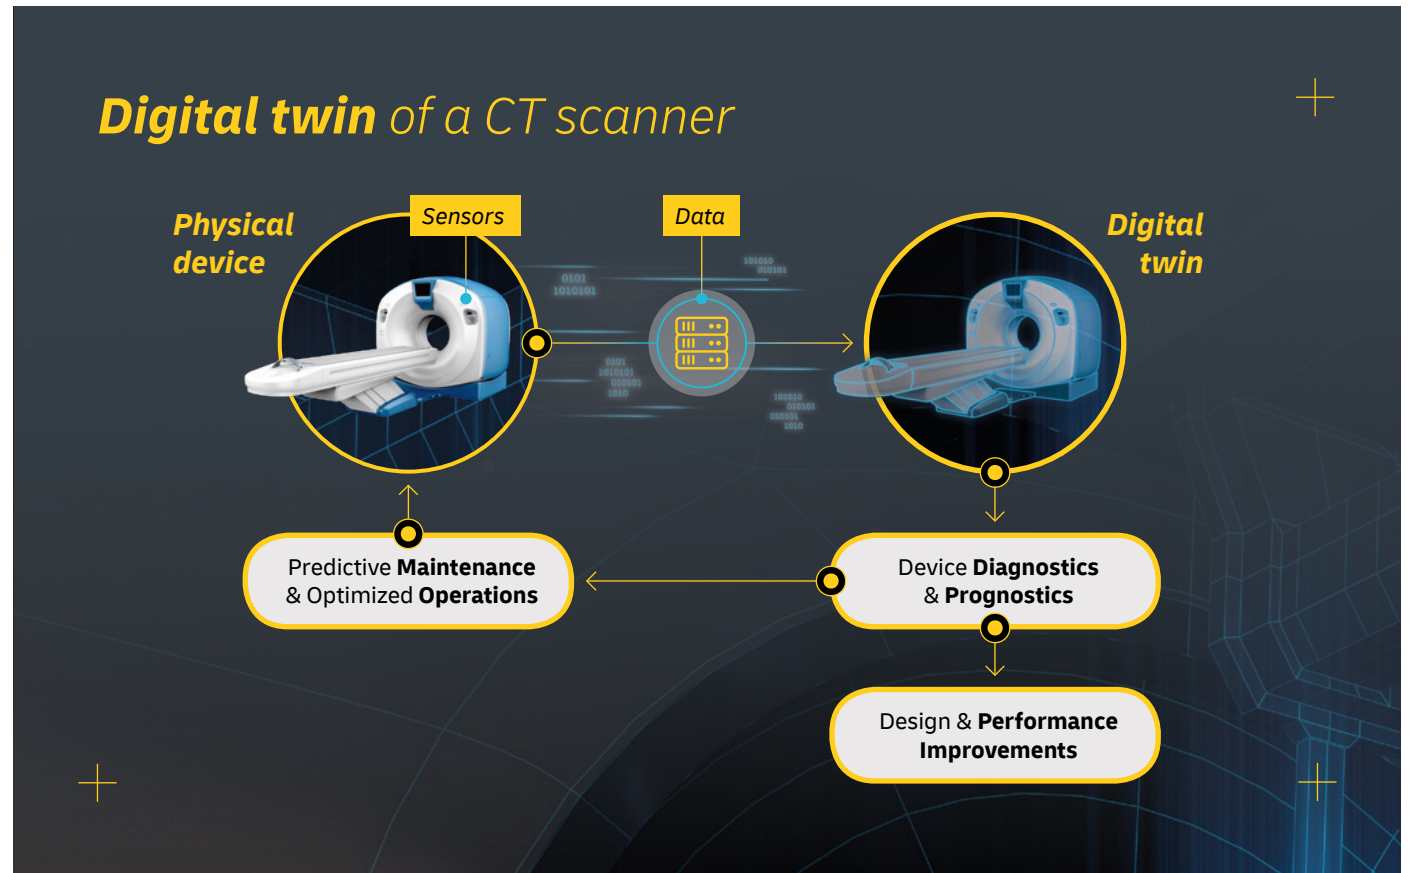 Digital twin of a CT scanner
Physical
device
Sensors
Data
Digital
twin
0101
1010101
101010
010101
0101
1010101
010101
1010
101010
010101
010101
1010
Predictive Maintenance
& Optimized Operations
Device Diagnostics
& Prognostics
Design & Performance
Improvements